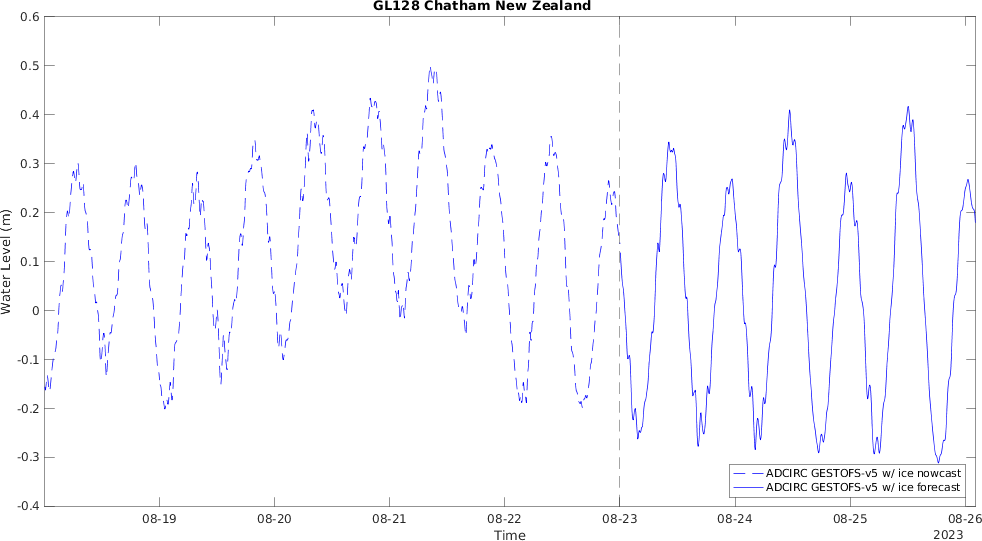 GL128 Chatham New Zealand
0.6
0.5
0.4
0.3
0.2
0.1
0
-0.1
-0.2
-0.3
-0.4
Water Level (m)
ADCIRC GESTOFS-v5 w/ ice nowcast
ADCIRC GESTOFS-v5 w/ ice forecast
08-19 08-20 08-21 08-22 08-23 08-24 08-25 08-26
Time
2023